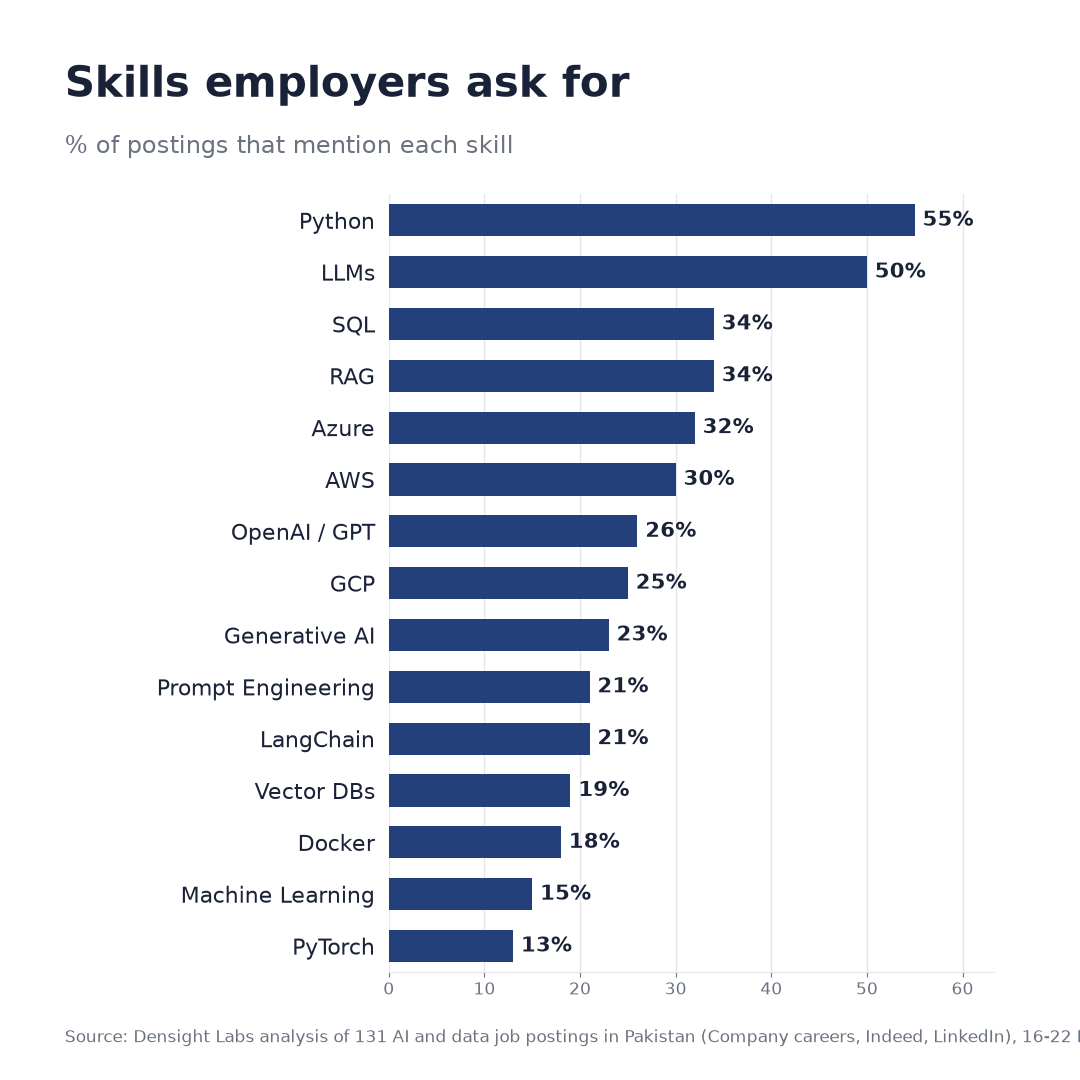 Skills employers ask for
% of postings that mention each skill
Python 55%
LLMs 50%
SQL 34%
RAG 34%
Azure 32%
AWS 30%
OpenAI / GPT 26%
GCP 25%
Generative AI 23%
Prompt Engineering 21%
LangChain 21%
Vector DBs 19%
Docker 18%
Machine Learning 15%
PyTorch 13%
0 10 20 30 40 50 60
Source: Densight Labs analysis of 131 AI and data job postings in Pakistan (Company careers, Indeed, LinkedIn), 16-22